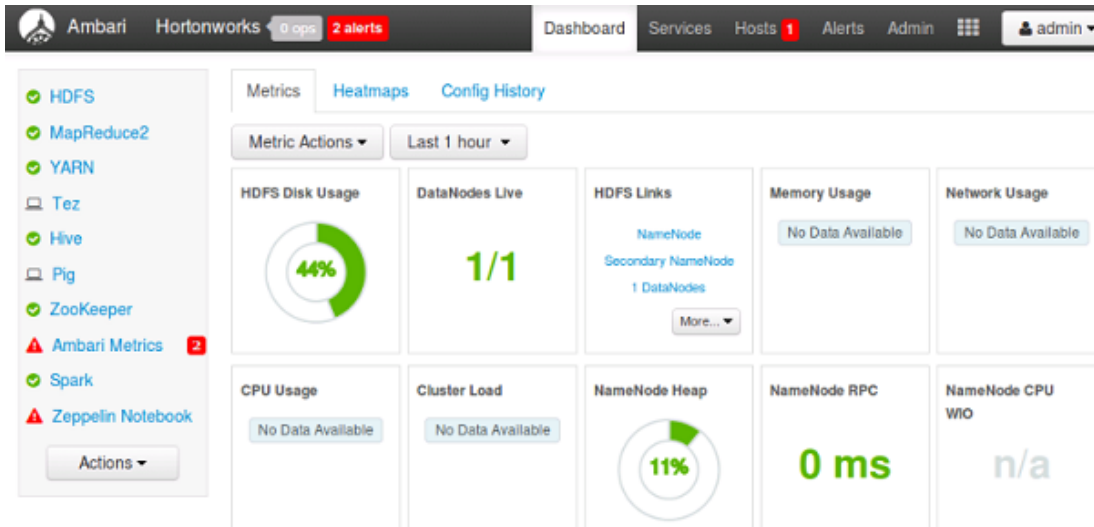 Ambari Hortonworks 0 ops 2 alerts Dashboard Services Hosts 1 Alerts Admin admin
HDFS
MapReduce2
YARN
Tez
Hive
Pig
ZooKeeper
Ambari Metrics 2
Spark
Zeppelin Notebook
Actions
Metrics Heatmaps Config History
Metric Actions Last 1 hour
HDFS Disk Usage
44%
DataNodes Live
1/1
HDFS Links
NameNode
Secondary NameNode
1 DataNodes
More...
Memory Usage
No Data Available
Network Usage
No Data Available
CPU Usage
No Data Available
Cluster Load
No Data Available
NameNode Heap
11%
NameNode RPC
0 ms
NameNode CPU
WIO
n/a